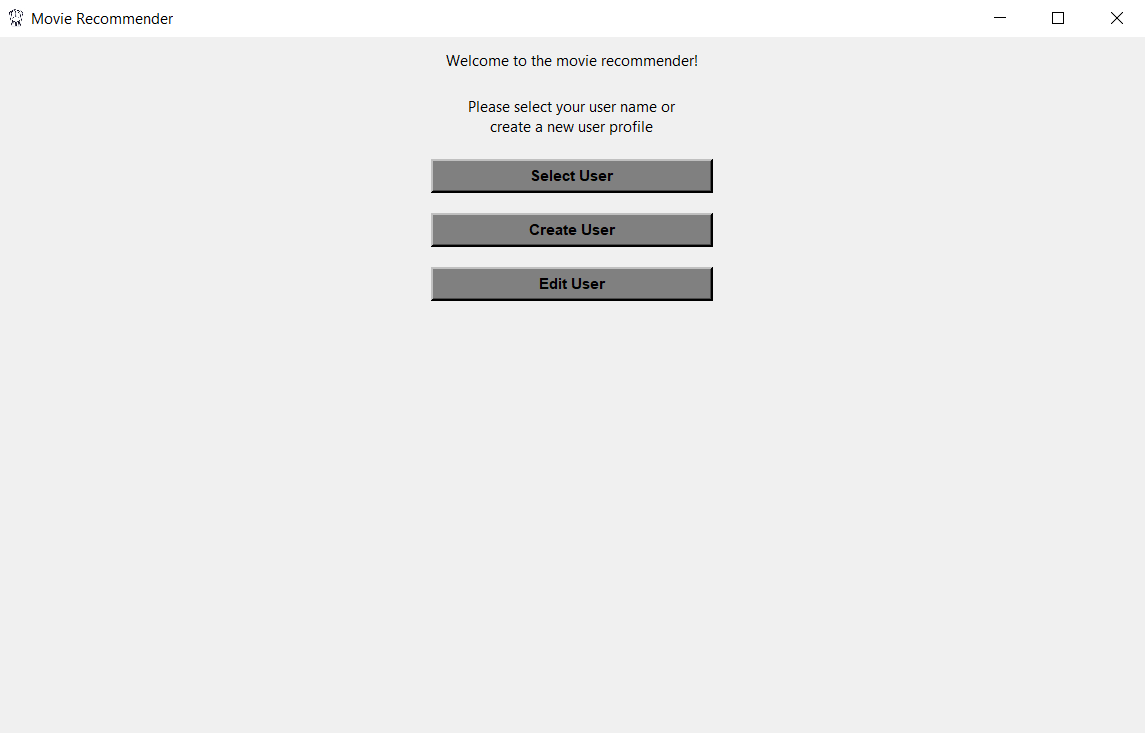 Movie Recommender
Welcome to the movie recommender!
Please select your user name or
create a new user profile
Select User
Create User
Edit User